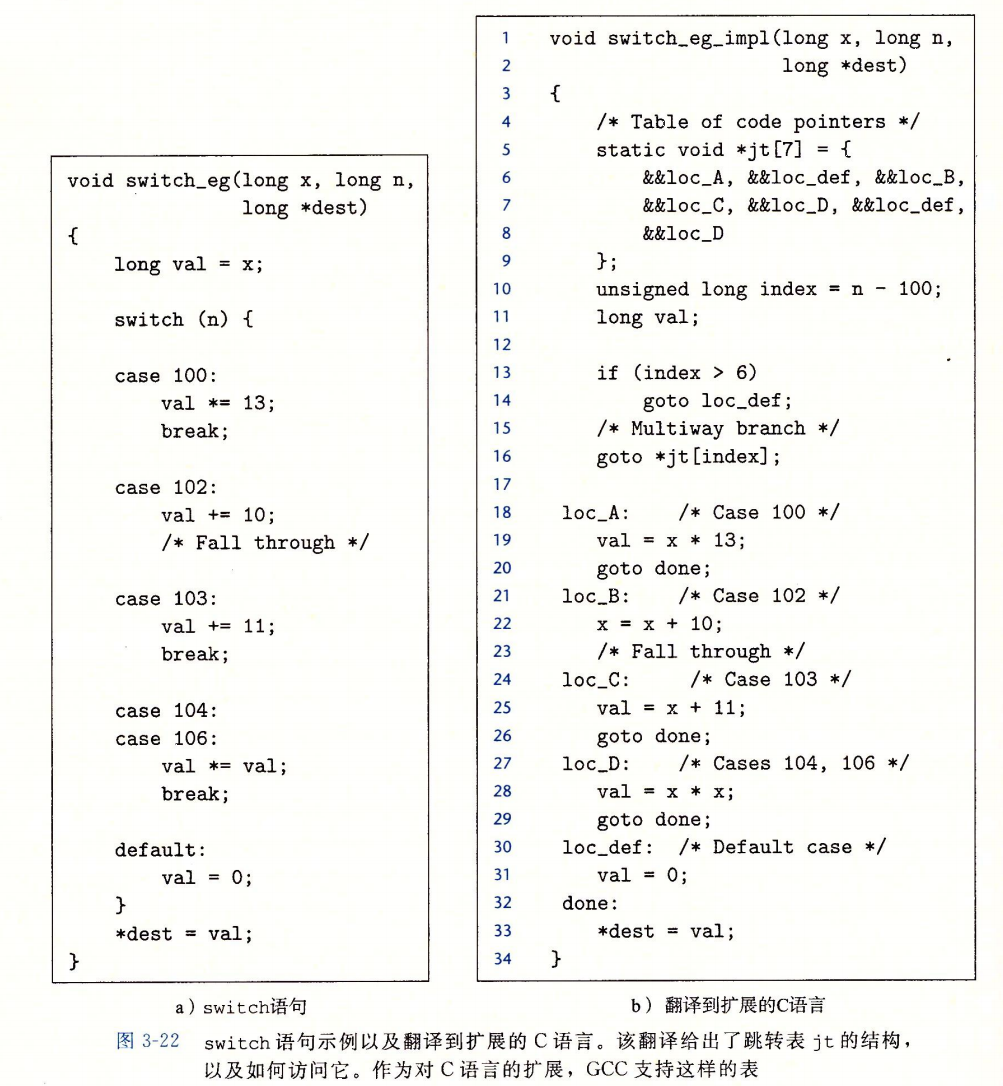 void switch_eg(long x, long n,
               long *dest)
{
    long val = x;

    switch (n) {

    case 100:
        val *= 13;
        break;

    case 102:
        val += 10;
        /* Fall through */

    case 103:
        val += 11;
        break;

    case 104:
    case 106:
        val *= val;
        break;

    default:
        val = 0;
    }
    *dest = val;
}
a）switch语句
1 void switch_eg_impl(long x, long n,
2                     long *dest)
3 {
4     /* Table of code pointers */
5     static void *jt[7] = {
6         &&loc_A, &&loc_def, &&loc_B,
7         &&loc_C, &&loc_D, &&loc_def,
8         &&loc_D
9     };
10     unsigned long index = n - 100;
11     long val;
12
13     if (index > 6)
14         goto loc_def;
15     /* Multiway branch */
16     goto *jt[index];
17
18  loc_A:    /* Case 100 */
19     val = x * 13;
20     goto done;
21  loc_B:    /* Case 102 */
22     x = x + 10;
23     /* Fall through */
24  loc_C:     /* Case 103 */
25     val = x + 11;
26     goto done;
27  loc_D:    /* Cases 104, 106 */
28     val = x * x;
29     goto done;
30  loc_def:  /* Default case */
31     val = 0;
32  done:
33     *dest = val;
34 }
b）翻译到扩展的C语言
图 3-22 switch 语句示例以及翻译到扩展的 C 语言。该翻译给出了跳转表 jt 的结构，
以及如何访问它。作为对 C 语言的扩展，GCC 支持这样的表